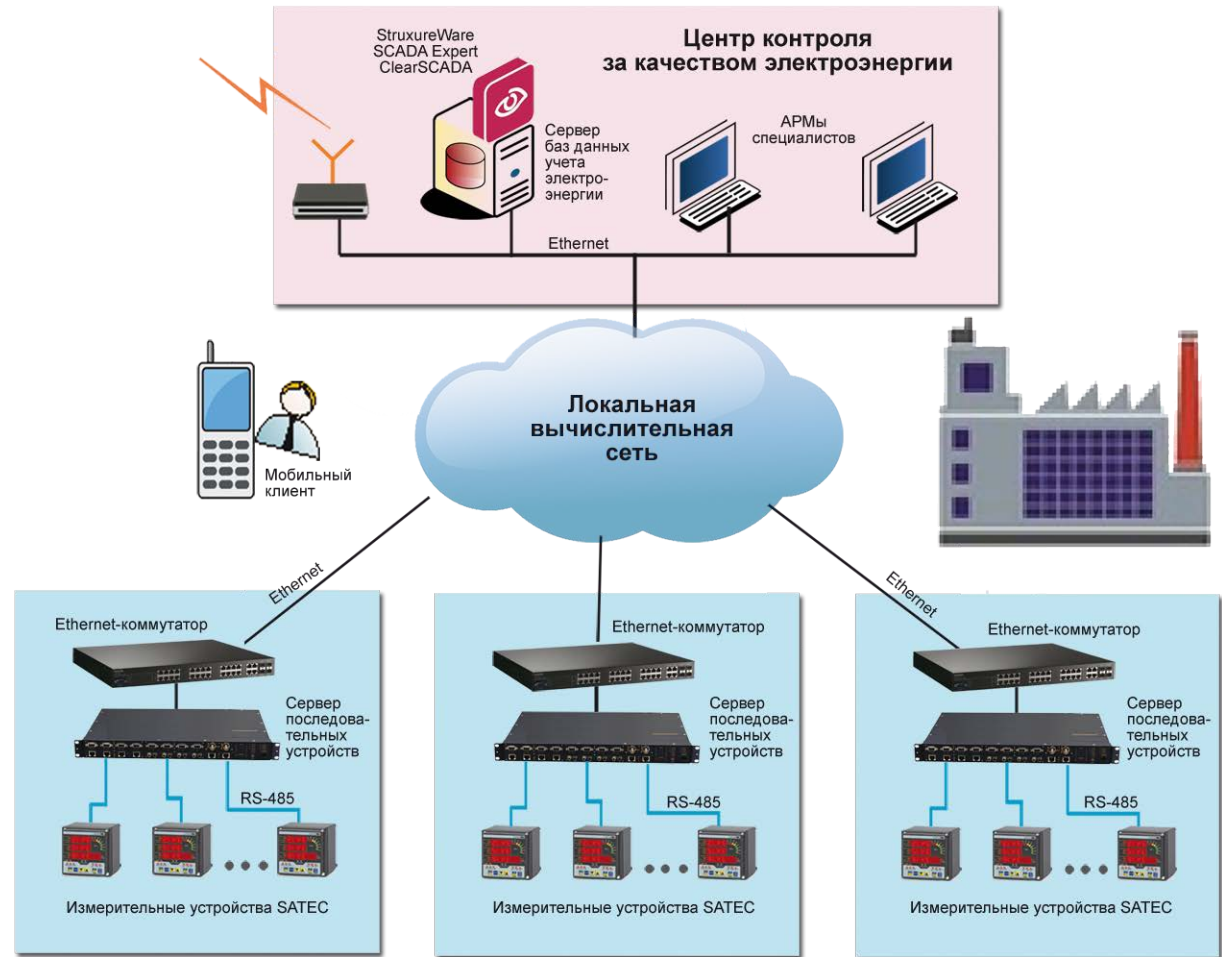 StruxureWare
SCADA Expert
ClearSCADA
Центр контроля
за качеством электроэнергии
Сервер
баз данных
учета
электро-
энергии
АРМы
специалистов
Ethernet
Локальная
вычислительная
сеть
Мобильный
клиент
Ethernet
Ethernet
Ethernet-коммутатор
Сервер
последова-
тельных
устройств
RS-485
Измерительные устройства SATEC
Ethernet-коммутатор
Сервер
последова-
тельных
устройств
RS-485
Измерительные устройства SATEC
Ethernet-коммутатор
Сервер
последова-
тельных
устройств
RS-485
Измерительные устройства SATEC